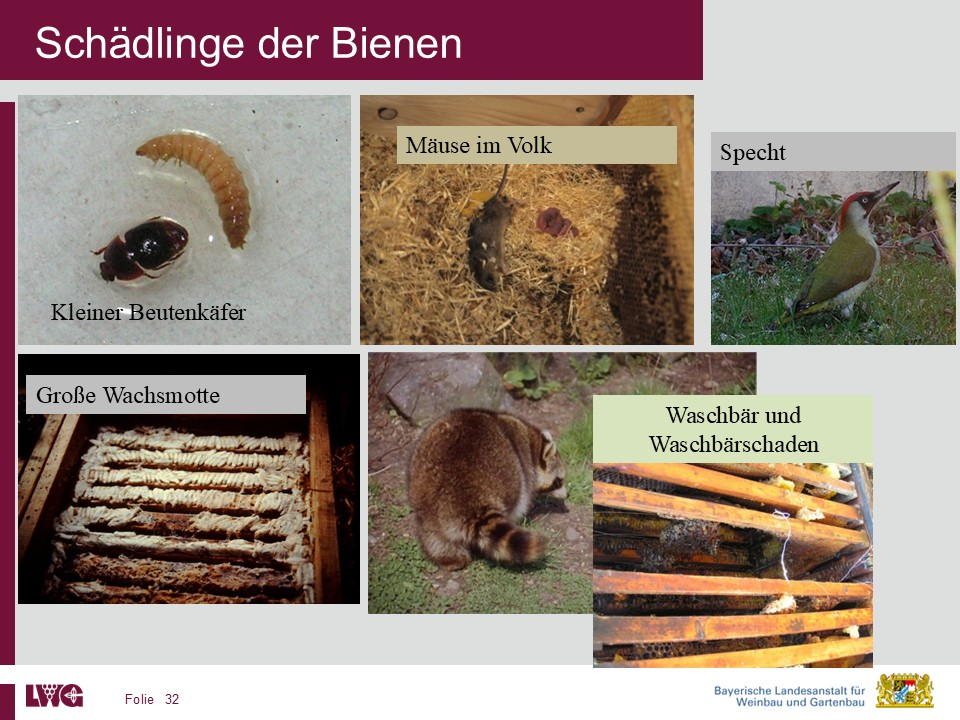 Schädlinge der Bienen
Mäuse im Volk
Specht
Kleiner Beutenkäfer
Große Wachsmotte
Waschbär und
Waschbärschaden
LWG
Folie 32
Bayerische Landesanstalt für
Weinbau und Gartenbau